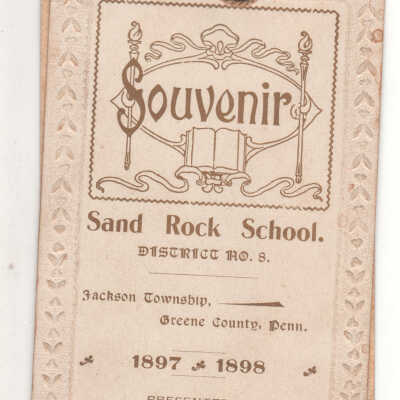 Souvenir
Sand Rock School.
DISTRICT NO. 8.
Jackson Township,
Greene County, Penn.
1897 1898